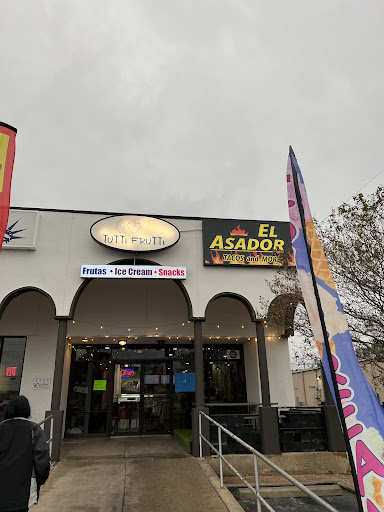 TUTTI FRUTTI
Frutas • Ice Cream • Snacks
EL
ASADOR
TACOS and MORE